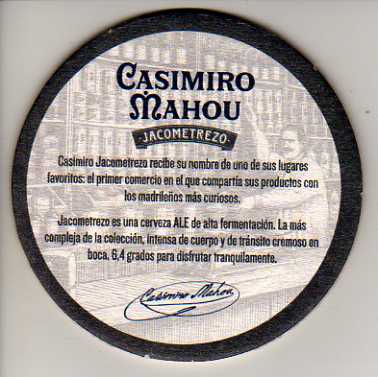 CASIMIRO
MAHOU
·JACOMETREZO·
Casimiro Jacometrezo recibe su nombre de uno de sus lugares
favoritos: el primer comercio en el que compartía sus productos con
los madrileños más curiosos.
Jacometrezo es una cerveza ALE de alta fermentación. La más
compleja de la colección, intensa de cuerpo y de tránsito cremoso en
boca. 6,4 grados para disfrutar tranquilamente.
Casimiro Mahou